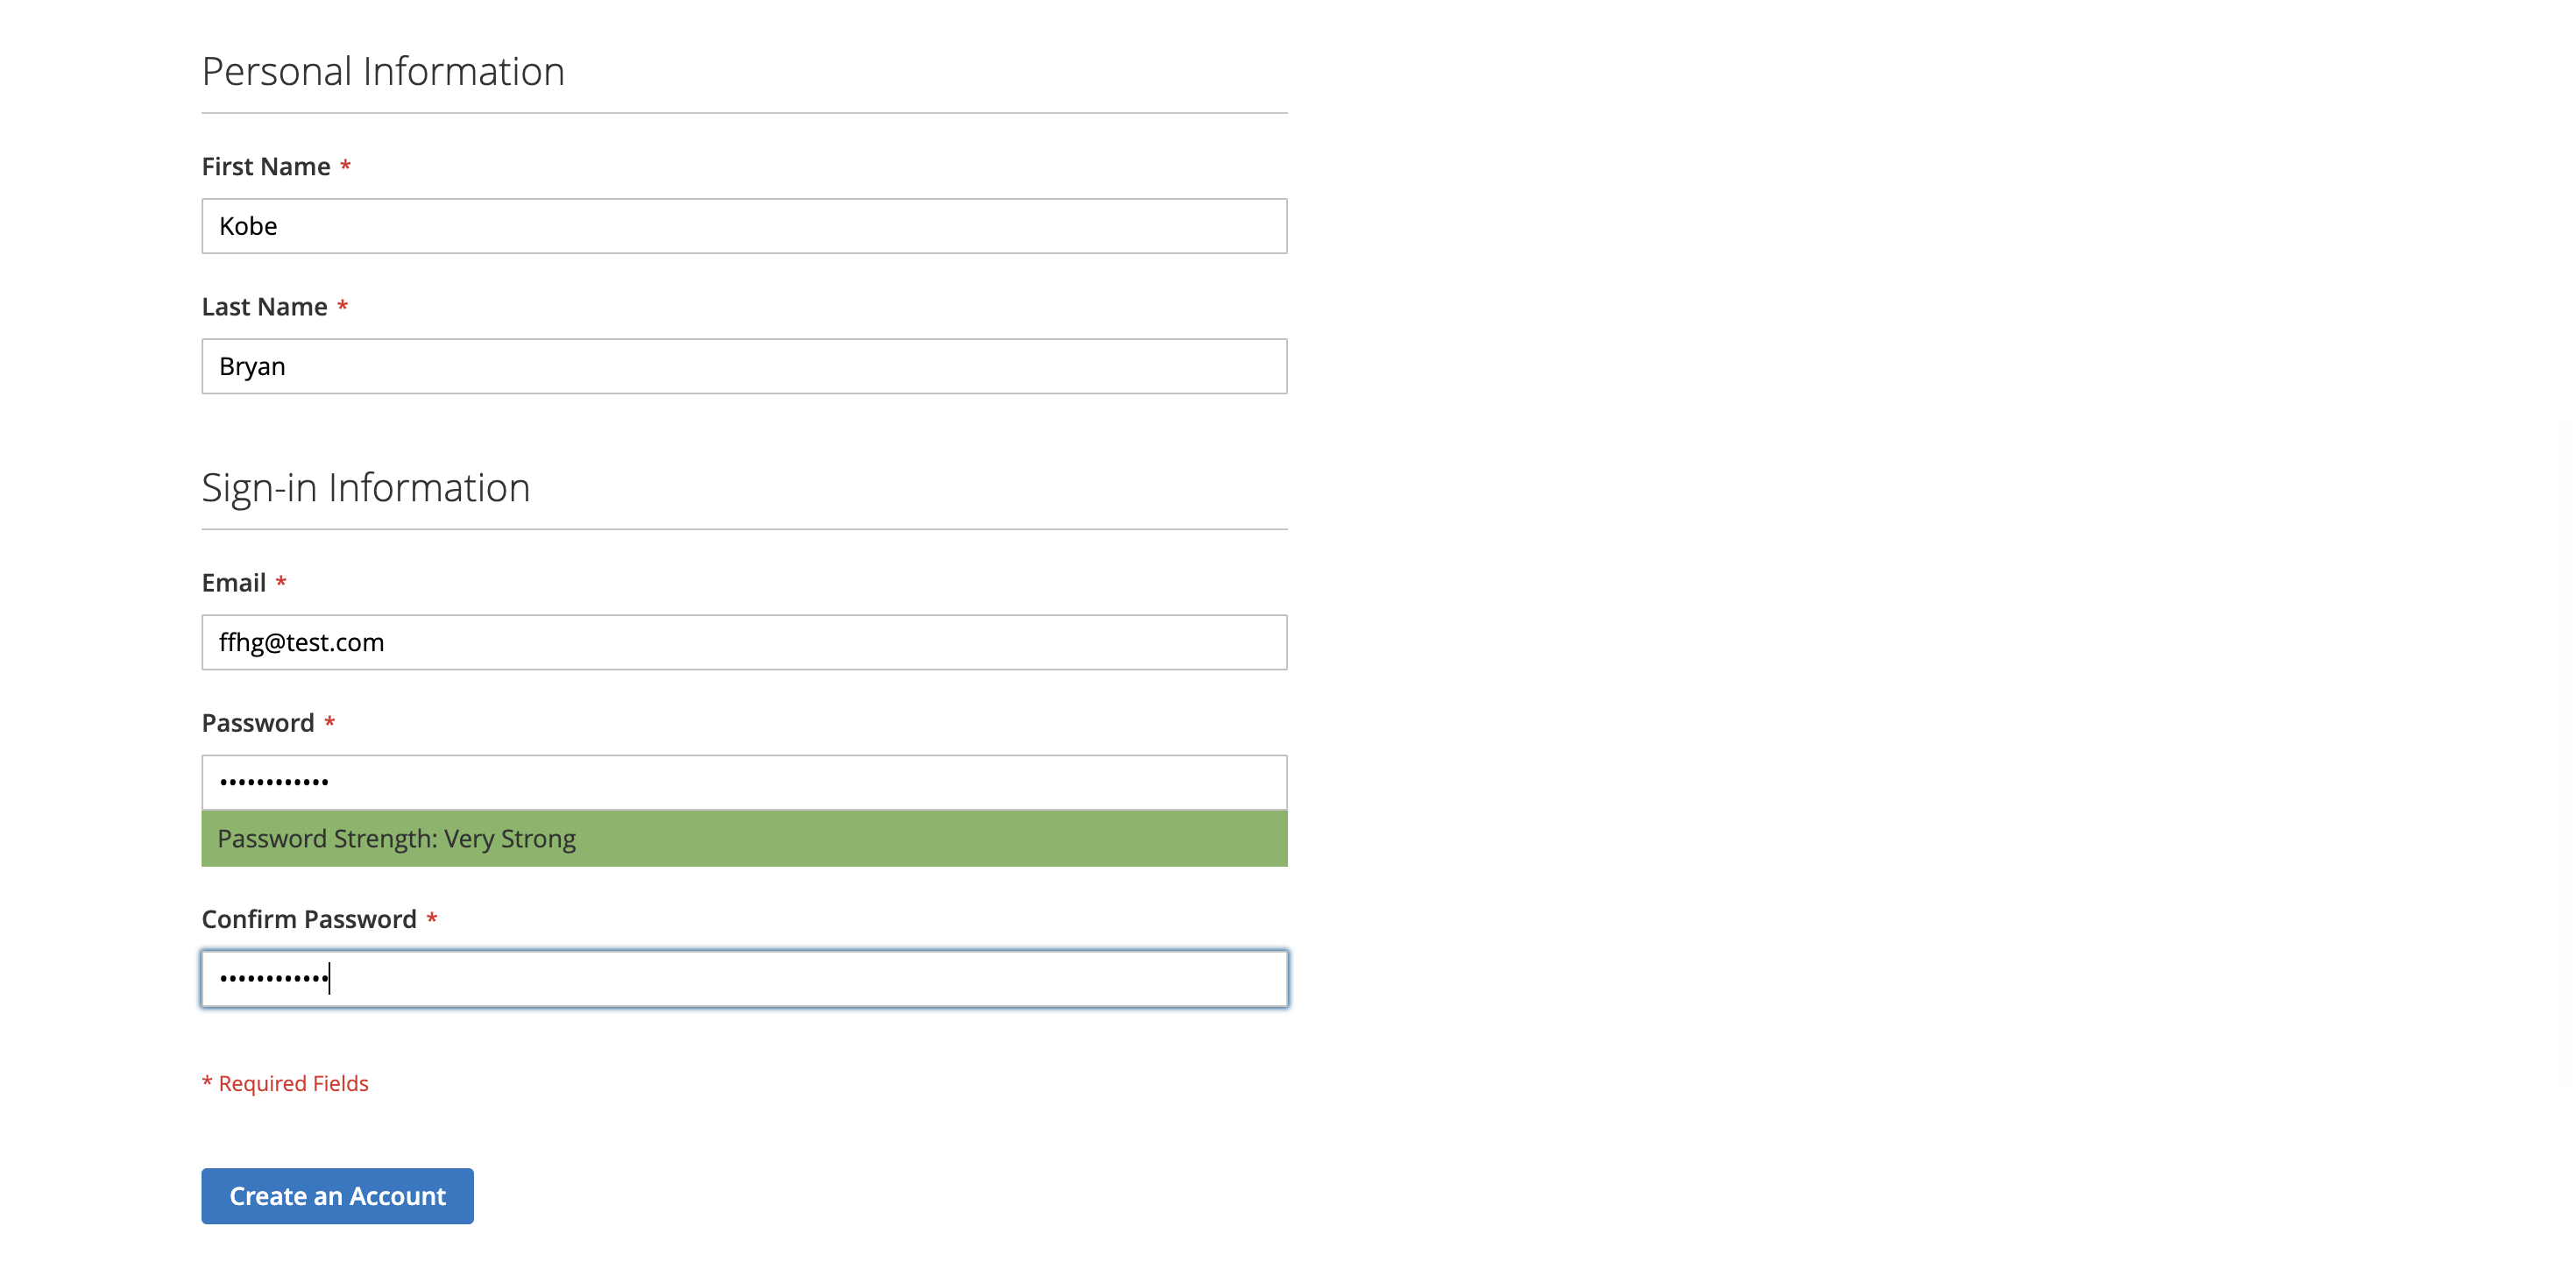 Personal Information
First Name *
Kobe
Last Name *
Bryan
Sign-in Information
Email *
ffhg@test.com
Password *
••••••••••••
Password Strength: Very Strong
Confirm Password *
••••••••••••
* Required Fields
Create an Account